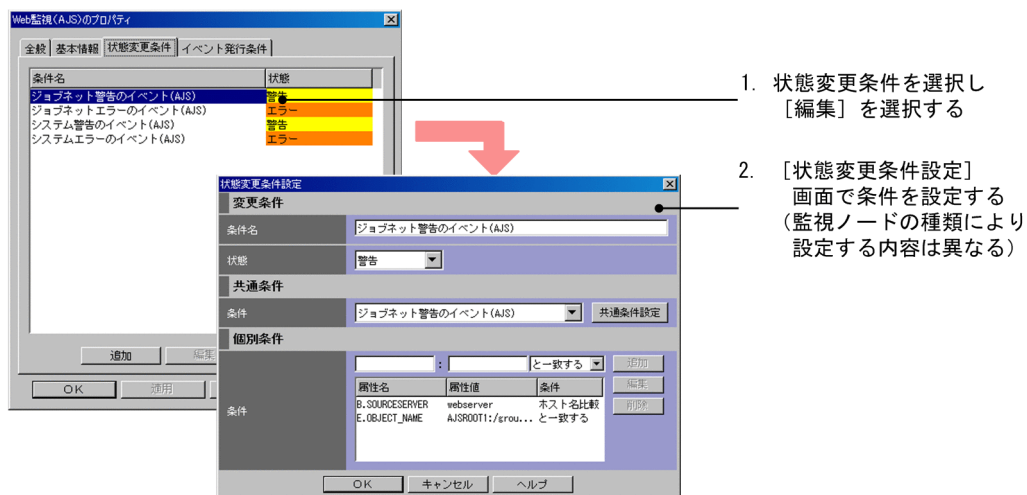 Web監視(AJS)のプロパティ
全般 基本情報 状態変更条件 イベント発行条件
条件名 状態
ジョブネット警告のイベント(AJS) 警告
ジョブネットエラーのイベント(AJS) エラー
システム警告のイベント(AJS) 警告
システムエラーのイベント(AJS) エラー
追加 編集
OK 適用
1. 状態変更条件を選択し
［編集］を選択する
状態変更条件設定
変更条件
条件名 ジョブネット警告のイベント(AJS)
状態 警告
共通条件
条件 ジョブネット警告のイベント(AJS) 共通条件設定
個別条件
条件
: と一致する 追加
属性名 属性値 条件 編集
B.SOURCESERVER webserver ホスト名比較 削除
E.OBJECT_NAME AJSROOT1:/grou... と一致する
OK キャンセル ヘルプ
2. ［状態変更条件設定］
画面で条件を設定する
（監視ノードの種類により
設定する内容は異なる）